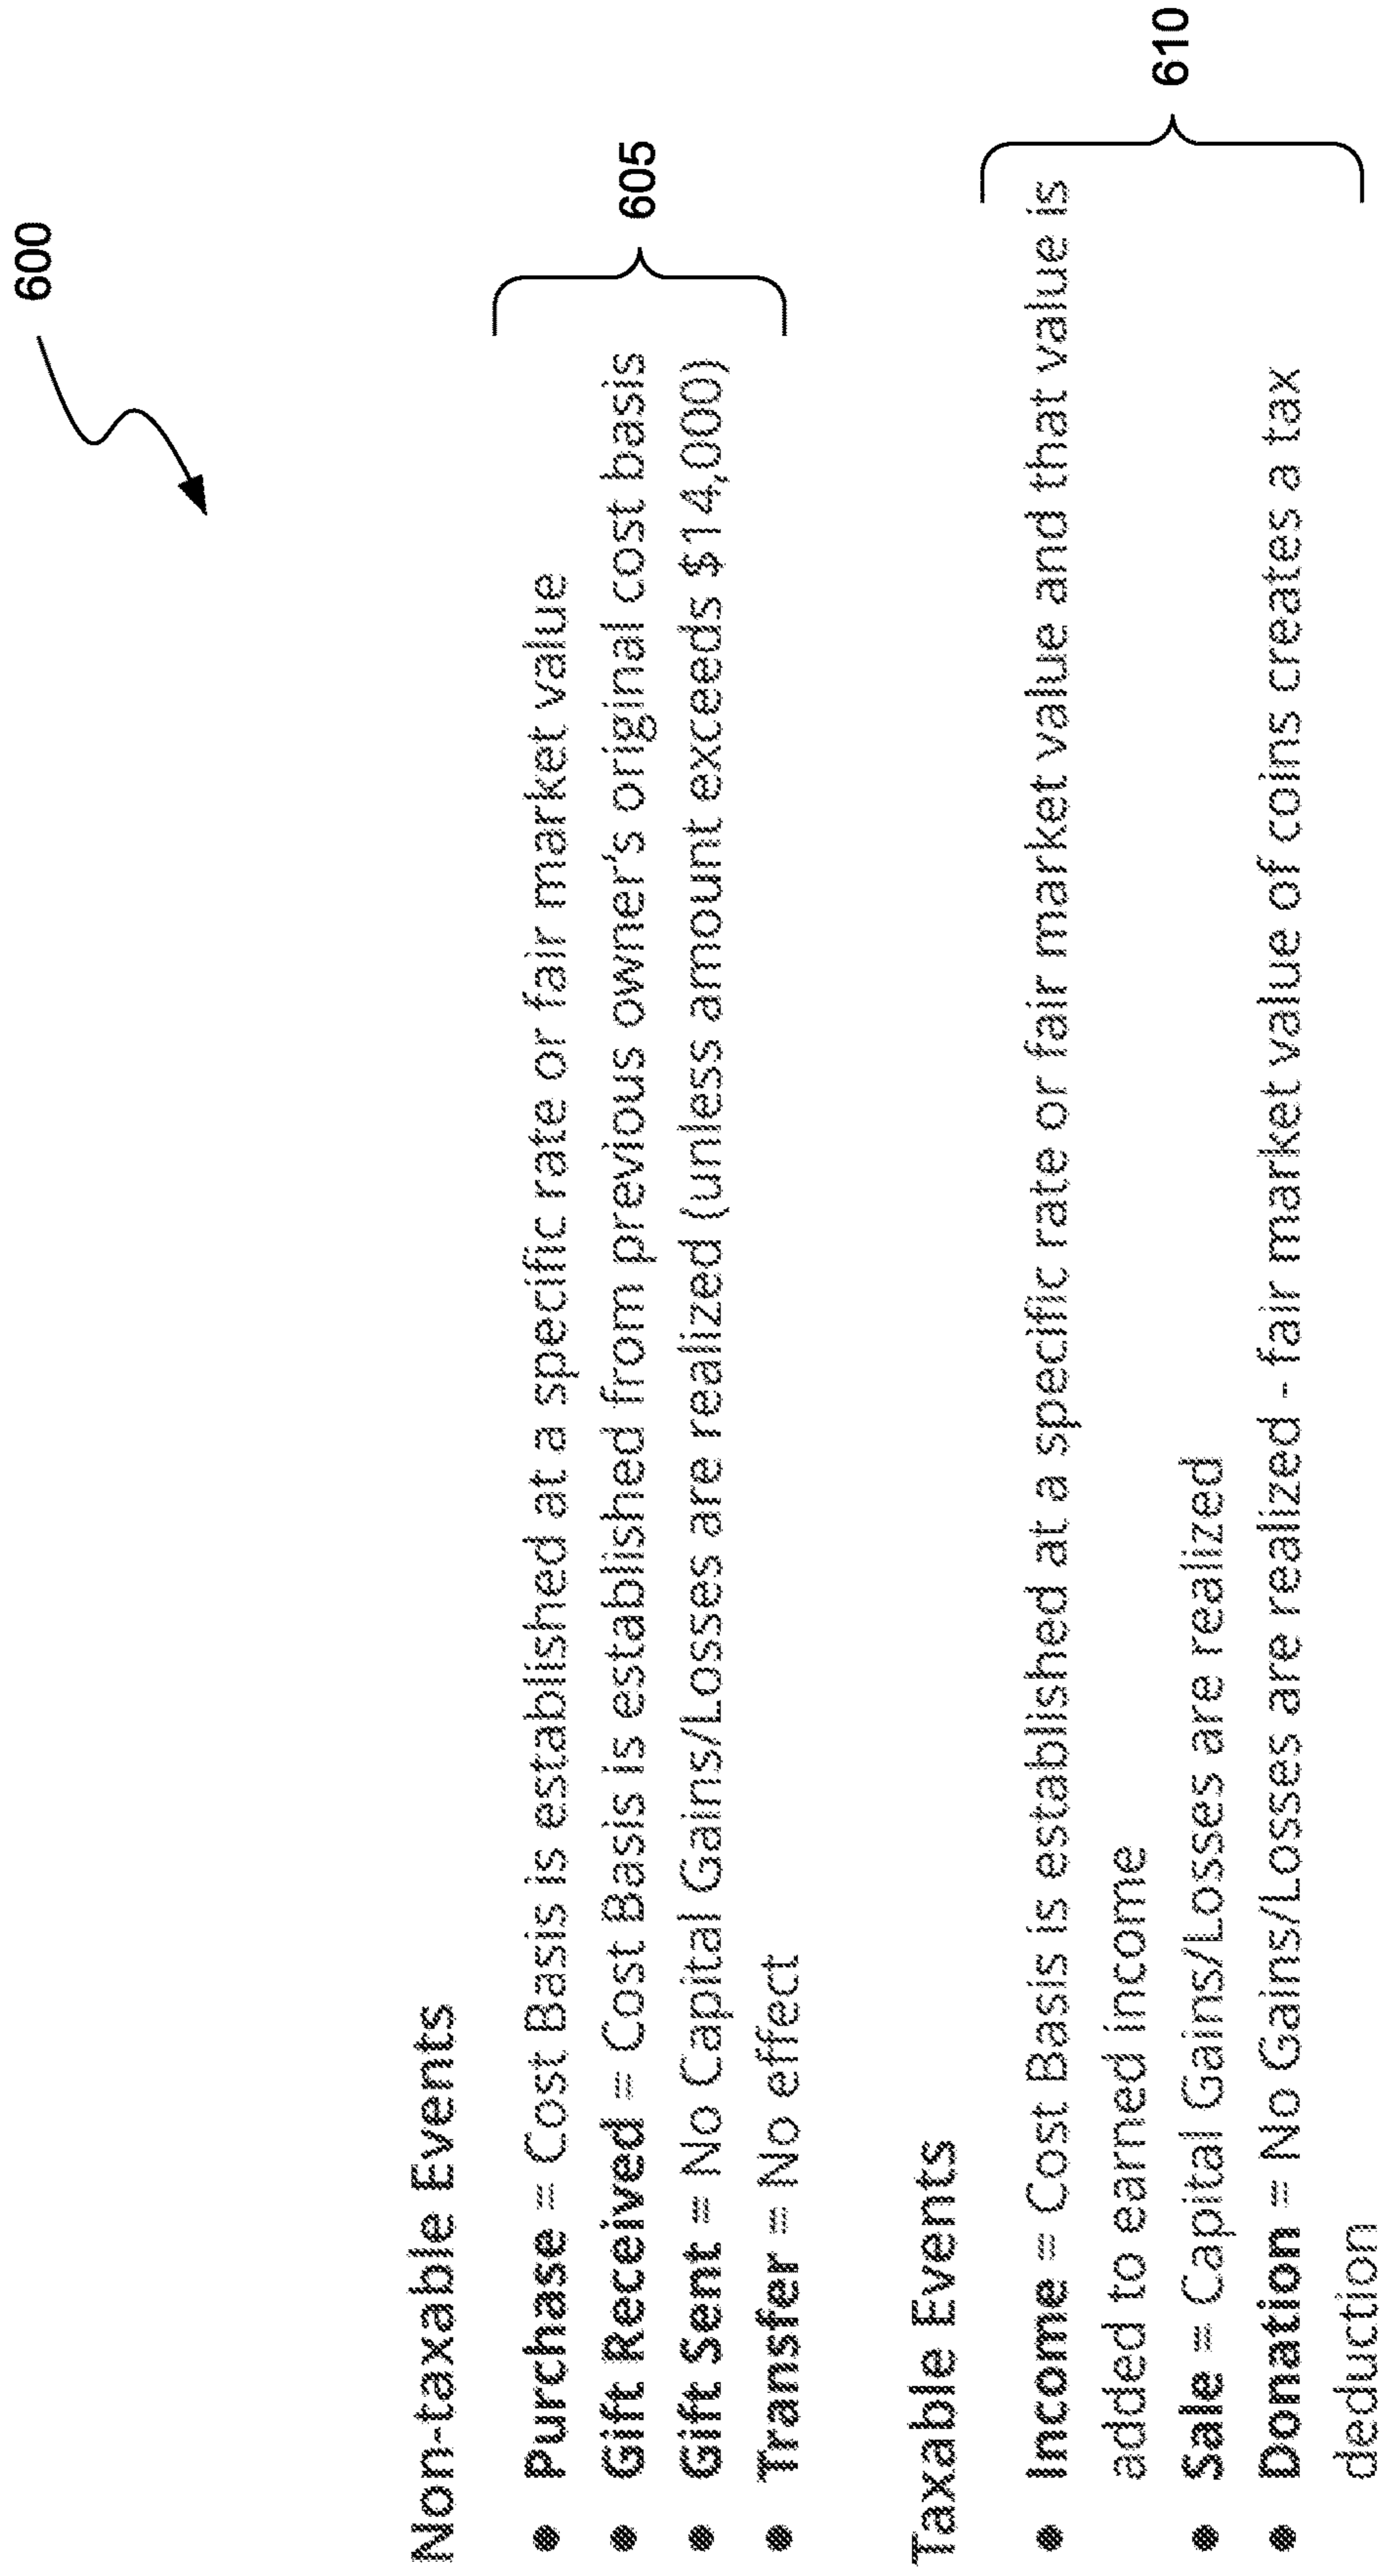 600
Non-taxable Events
● Purchase = Cost Basis is established at a specific rate or fair market value
● Gift Received = Cost Basis is established from previous owner's original cost basis
● Gift Sent = No Capital Gains/Losses are realized (unless amount exceeds $14,000)
● Transfer = No effect
605
Taxable Events
● Income = Cost Basis is established at a specific rate or fair market value and that value is
added to earned income
● Sale = Capital Gains/Losses are realized
● Donation = No Gains/Losses are realized - fair market value of coins creates a tax
deduction
610